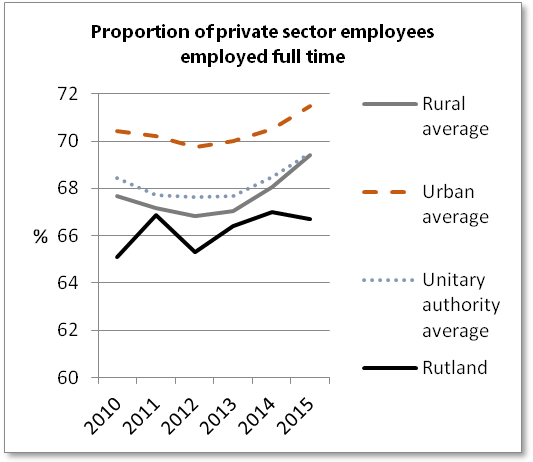 Proportion of private sector employees
employed full time
72
70
68
66
64
62
60
%
2010
2011
2012
2013
2014
2015
Rural
average
Urban
average
Unitary
authority
average
Rutland